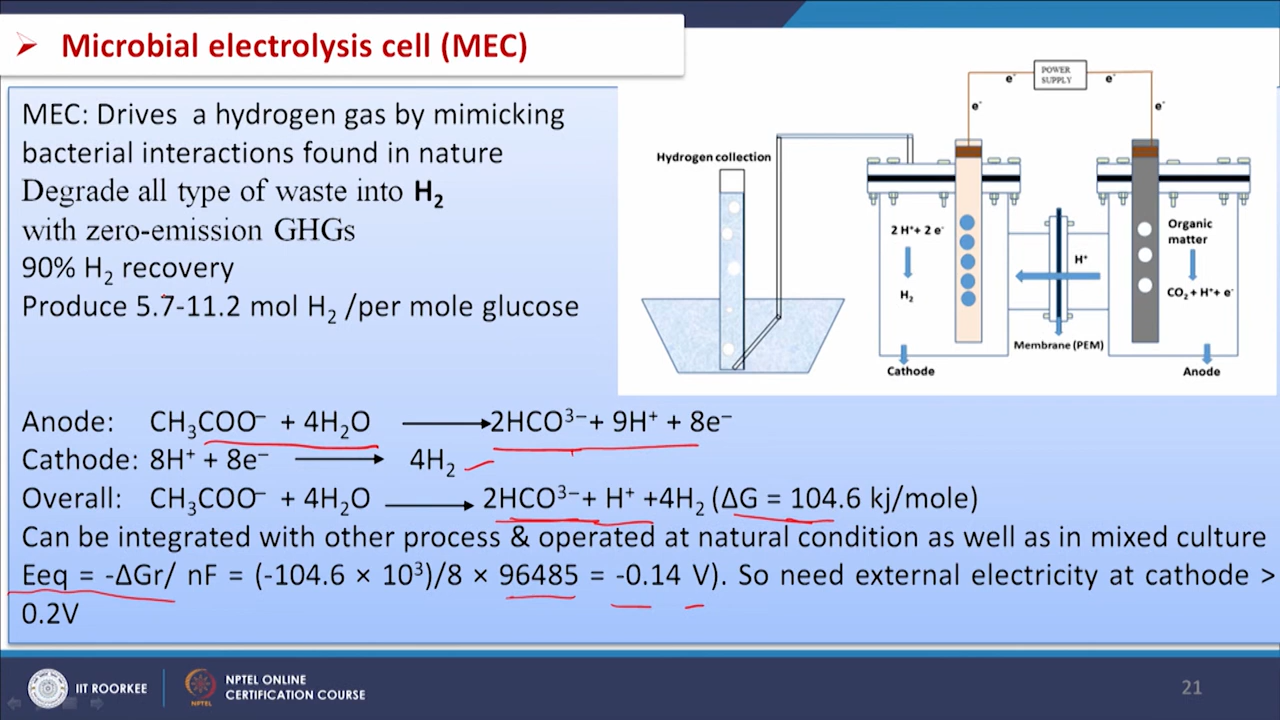 Microbial electrolysis cell (MEC)
MEC: Drives a hydrogen gas by mimicking
bacterial interactions found in nature
Degrade all type of waste into H₂
with zero-emission GHGs
90% H₂ recovery
Produce 5.7-11.2 mol H₂ /per mole glucose
POWER
SUPPLY
e⁻ e⁻
e⁻ e⁻
Hydrogen collection
2 H⁺+ 2 e⁻
H₂
Organic
matter
H⁺
CO₂ + H⁺+ e⁻
Membrane (PEM)
Cathode
Anode
Anode: CH₃COO⁻ + 4H₂O ⟶ 2HCO³⁻ + 9H⁺ + 8e⁻
Cathode: 8H⁺ + 8e⁻ ⟶ 4H₂
Overall: CH₃COO⁻ + 4H₂O ⟶ 2HCO³⁻ + H⁺ +4H₂ (ΔG = 104.6 kj/mole)
Can be integrated with other process & operated at natural condition as well as in mixed culture
Eeq = -ΔGr/ nF = (-104.6 × 10³)/8 × 96485 = -0.14 V). So need external electricity at cathode >
0.2V
IIT ROORKEE
NPTEL
NPTEL ONLINE
CERTIFICATION COURSE
21